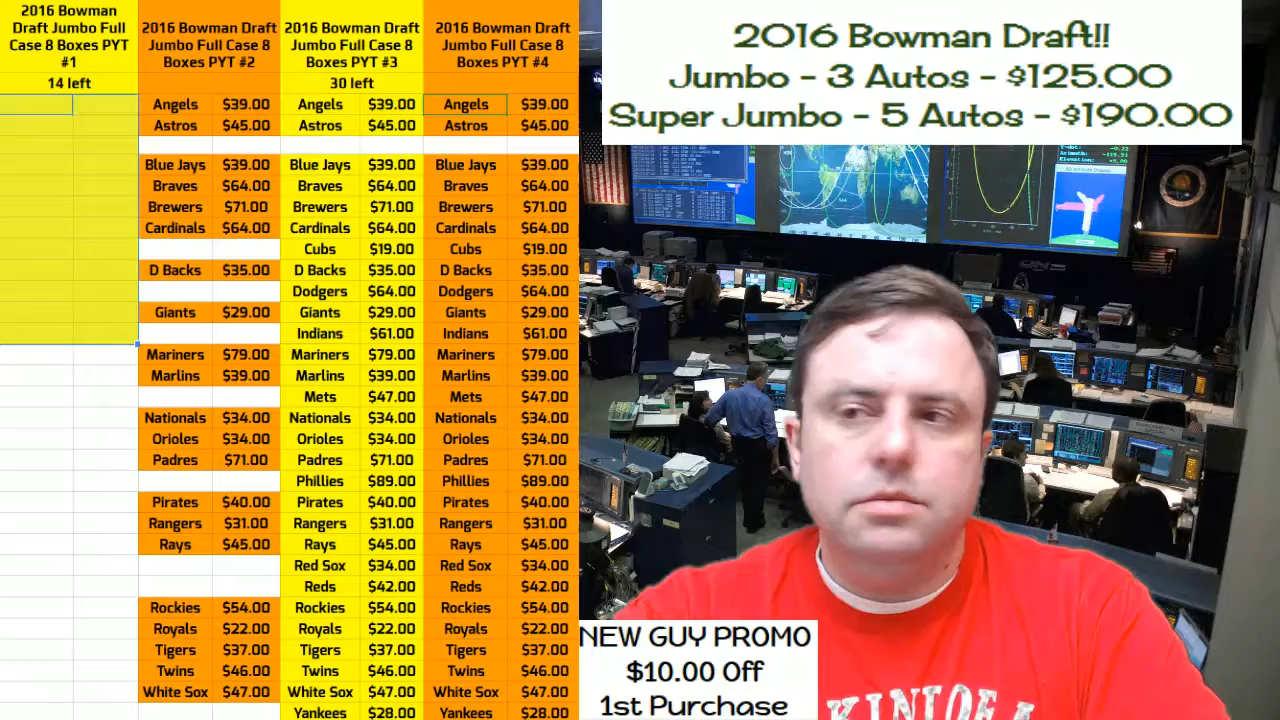 2016 Bowman
Draft Jumbo Full
Case 8 Boxes PYT
#1
14 left
2016 Bowman Draft
Jumbo Full Case 8
Boxes PYT #2
2016 Bowman Draft
Jumbo Full Case 8
Boxes PYT #3
30 left
2016 Bowman Draft
Jumbo Full Case 8
Boxes PYT #4
Angels $39.00 Angels $39.00 Angels $39.00
Astros $45.00 Astros $45.00 Astros $45.00
Blue Jays $39.00 Blue Jays $39.00 Blue Jays $39.00
Braves $64.00 Braves $64.00 Braves $64.00
Brewers $71.00 Brewers $71.00 Brewers $71.00
Cardinals $64.00 Cardinals $64.00 Cardinals $64.00
Cubs $19.00 Cubs $19.00
D Backs $35.00 D Backs $35.00 D Backs $35.00
Dodgers $64.00 Dodgers $64.00
Giants $29.00 Giants $29.00 Giants $29.00
Indians $61.00 Indians $61.00
Mariners $79.00 Mariners $79.00 Mariners $79.00
Marlins $39.00 Marlins $39.00 Marlins $39.00
Mets $47.00 Mets $47.00
Nationals $34.00 Nationals $34.00 Nationals $34.00
Orioles $34.00 Orioles $34.00 Orioles $34.00
Padres $71.00 Padres $71.00 Padres $71.00
Phillies $89.00 Phillies $89.00
Pirates $40.00 Pirates $40.00 Pirates $40.00
Rangers $31.00 Rangers $31.00 Rangers $31.00
Rays $45.00 Rays $45.00 Rays $45.00
Red Sox $34.00 Red Sox $34.00
Reds $42.00 Reds $42.00
Rockies $54.00 Rockies $54.00 Rockies $54.00
Royals $22.00 Royals $22.00 Royals $22.00
Tigers $37.00 Tigers $37.00 Tigers $37.00
Twins $46.00 Twins $46.00 Twins $46.00
White Sox $47.00 White Sox $47.00 White Sox $47.00
Yankees $28.00 Yankees $28.00
2016 Bowman Draft!!
Jumbo - 3 Autos - $125.00
Super Jumbo - 5 Autos - $190.00
NEW GUY PROMO
$10.00 Off
1st Purchase